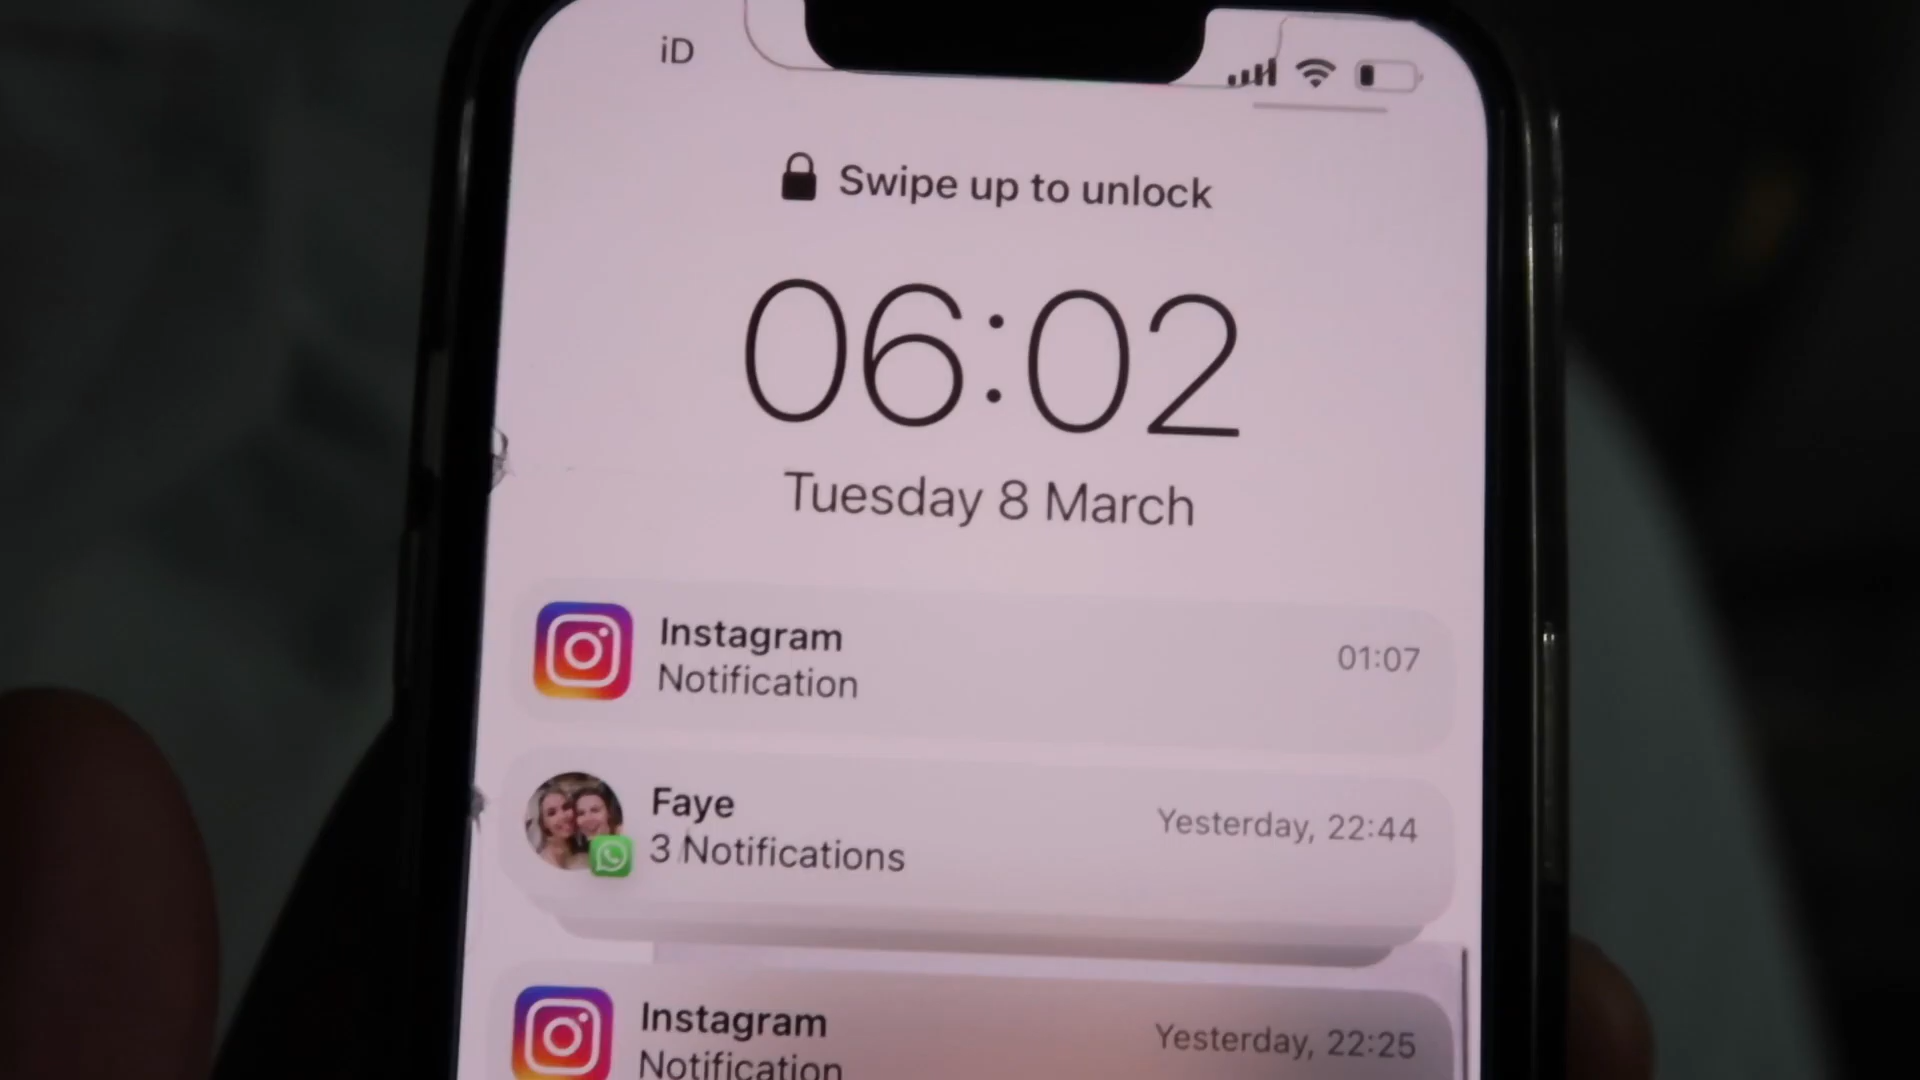 iD
Swipe up to unlock
06:02
Tuesday 8 March
Instagram
01:07
Notification
Faye
Yesterday, 22:44
3 Notifications
Instagram
Yesterday, 22:25
Notification